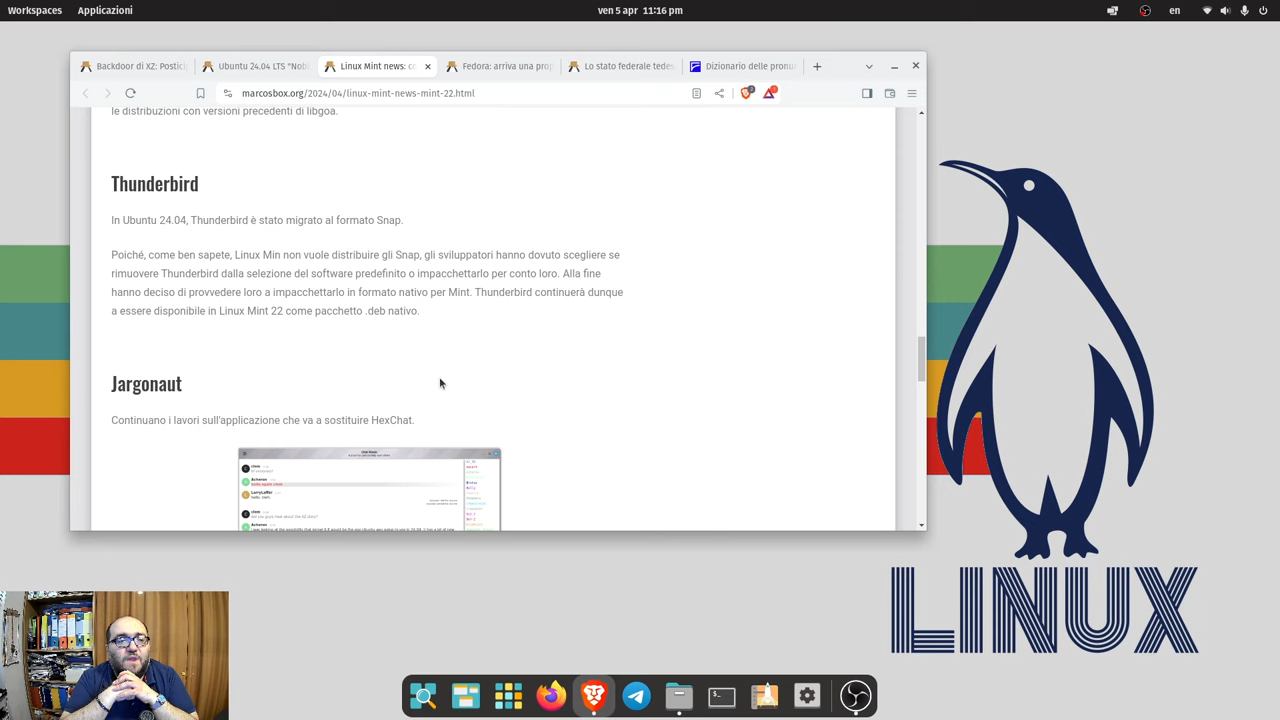 Workspaces Applicazioni ven 5 apr 11:16 pm en
Backdoor di XZ: Postici Ubuntu 24.04 LTS "Nobl Linux Mint news: co Fedora: arriva una prop Lo stato federale tedes Dizionario delle pronu
marcosbox.org/2024/04/linux-mint-news-mint-22.html
le distribuzioni con versioni precedenti di libgoa.
Thunderbird
In Ubuntu 24.04, Thunderbird è stato migrato al formato Snap.
Poiché, come ben sapete, Linux Min non vuole distribuire gli Snap, gli sviluppatori hanno dovuto scegliere se
rimuovere Thunderbird dalla selezione del software predefinito o impacchettarlo per conto loro. Alla fine
hanno deciso di provvedere loro a impacchettarlo in formato nativo per Mint. Thunderbird continuerà dunque
a essere disponibile in Linux Mint 22 come pacchetto .deb nativo.
Jargonaut
Continuano i lavori sull'applicazione che va a sostituire HexChat.
LINUX